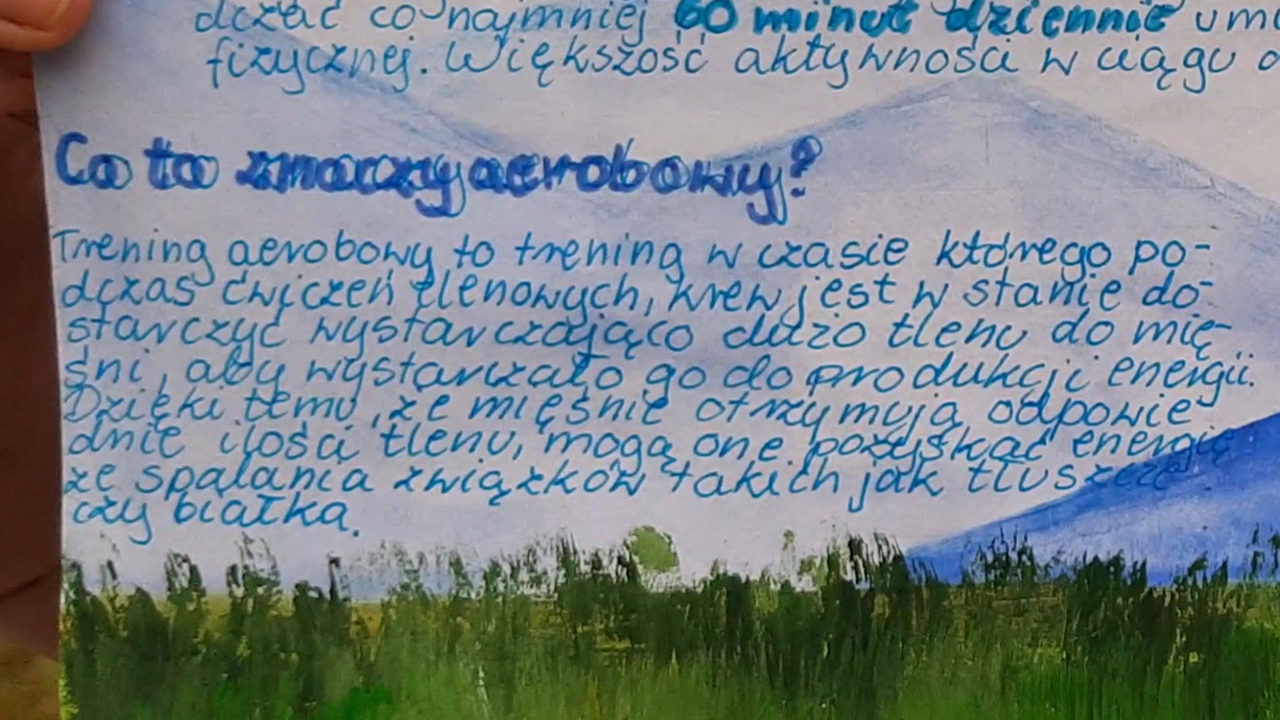 dczać co najmniej 60 minut dziennie
fizycznej. Większość aktywności w ciągu
Co to znaczy aerobowy?
Trening aerobowy to trening w czasie którego po-
dczas ćwiczeń tlenowych, krew jest w stanie do-
starczyć wystarczająco dużo tlenu do mię-
śni, aby wystarczało go do produkcji energii.
Dzięki temu, że mięśnie otrzymują odpowie
dnie ilości tlenu, mogą one pozyskać energię
ze spalania związków takich jak tłuszcze
czy białka.